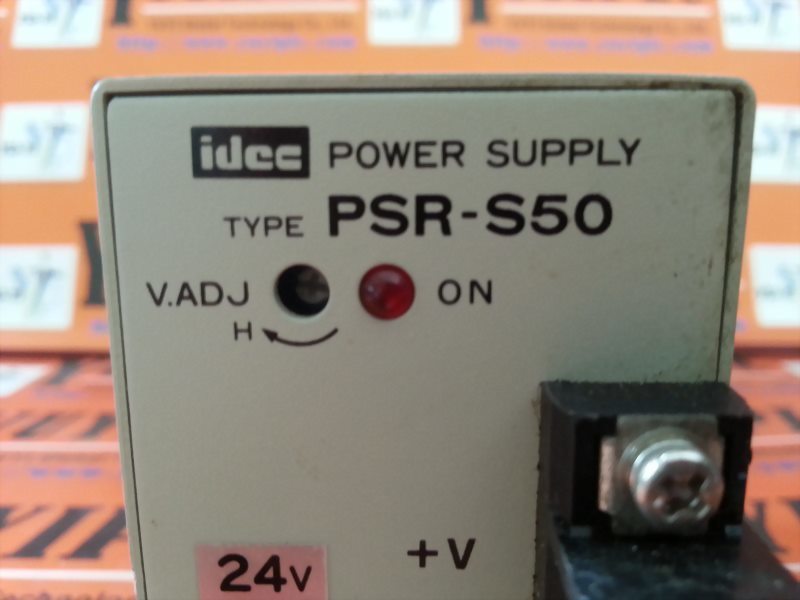 idec POWER SUPPLY
TYPE PSR-S50
V.ADJ ON
H
+V
24V